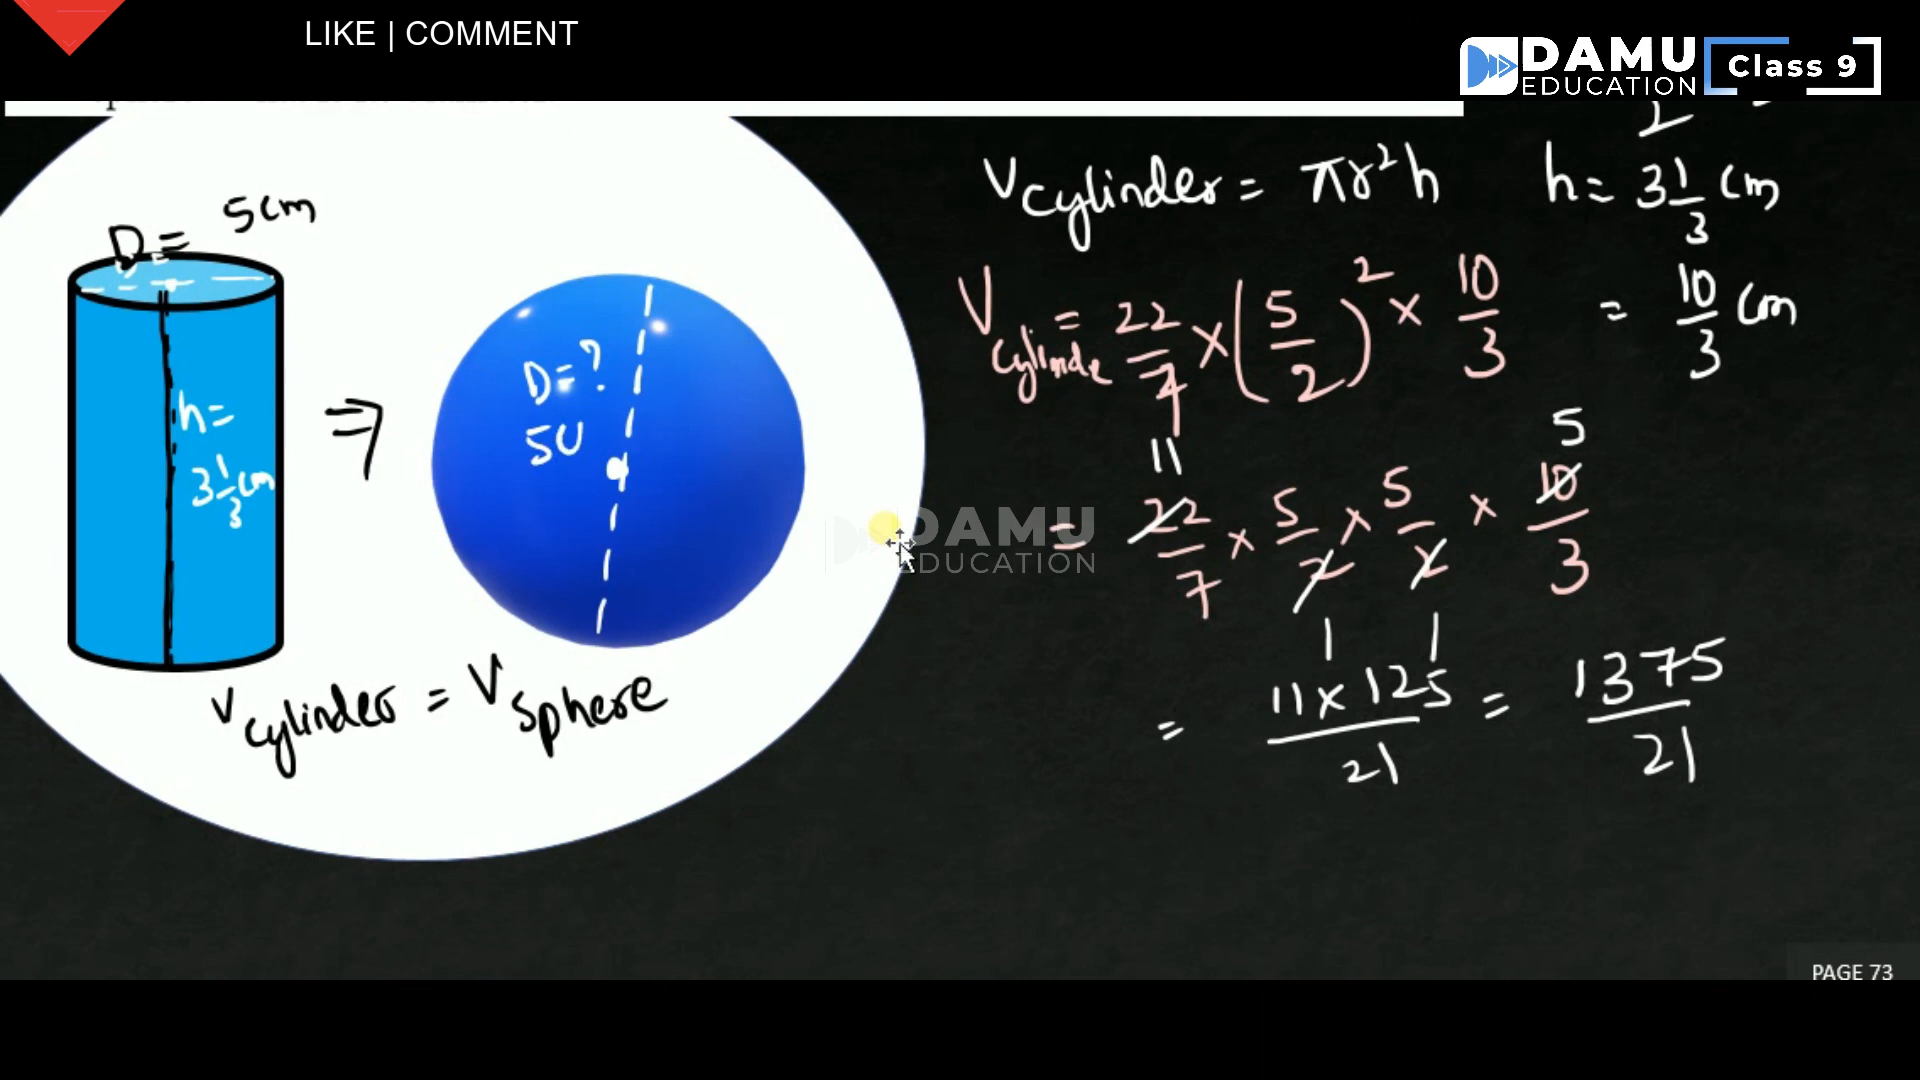 LIKE | COMMENT
DAMU
EDUCATION
Class 9
2
V cylinder = πr²h
h = 3 1/3 cm
= 10/3 cm
V cylinde = 22/7 × (5/2)² × 10/3
11 5
= 22/7 × 5/2 × 5/2 × 10/3
1 1
= 11 × 125/21 = 1375/21
D = 5cm
h =
3 1/3 cm
⇒
D = ?
V cylinder = V sphere
DAMU
EDUCATION
PAGE 73